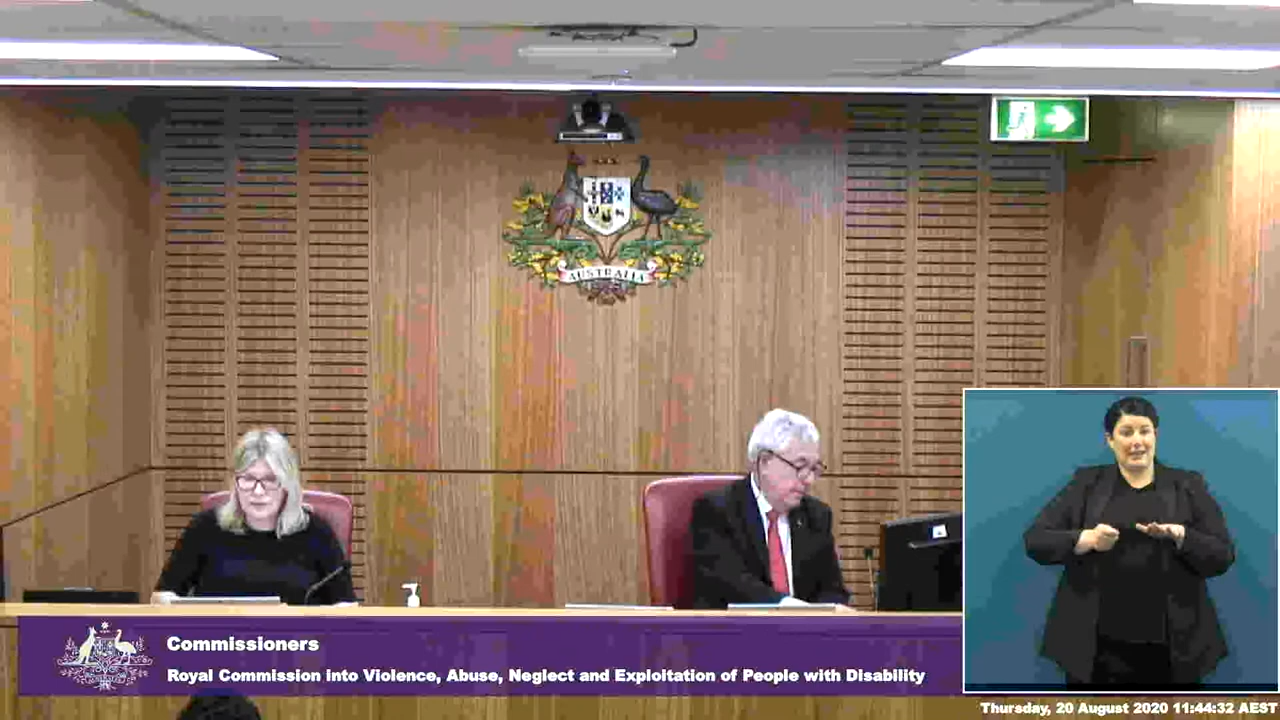 AUSTRALIA
Commissioners
Royal Commission into Violence, Abuse, Neglect and Exploitation of People with Disability
Thursday, 20 August 2020 11:44:32 AEST